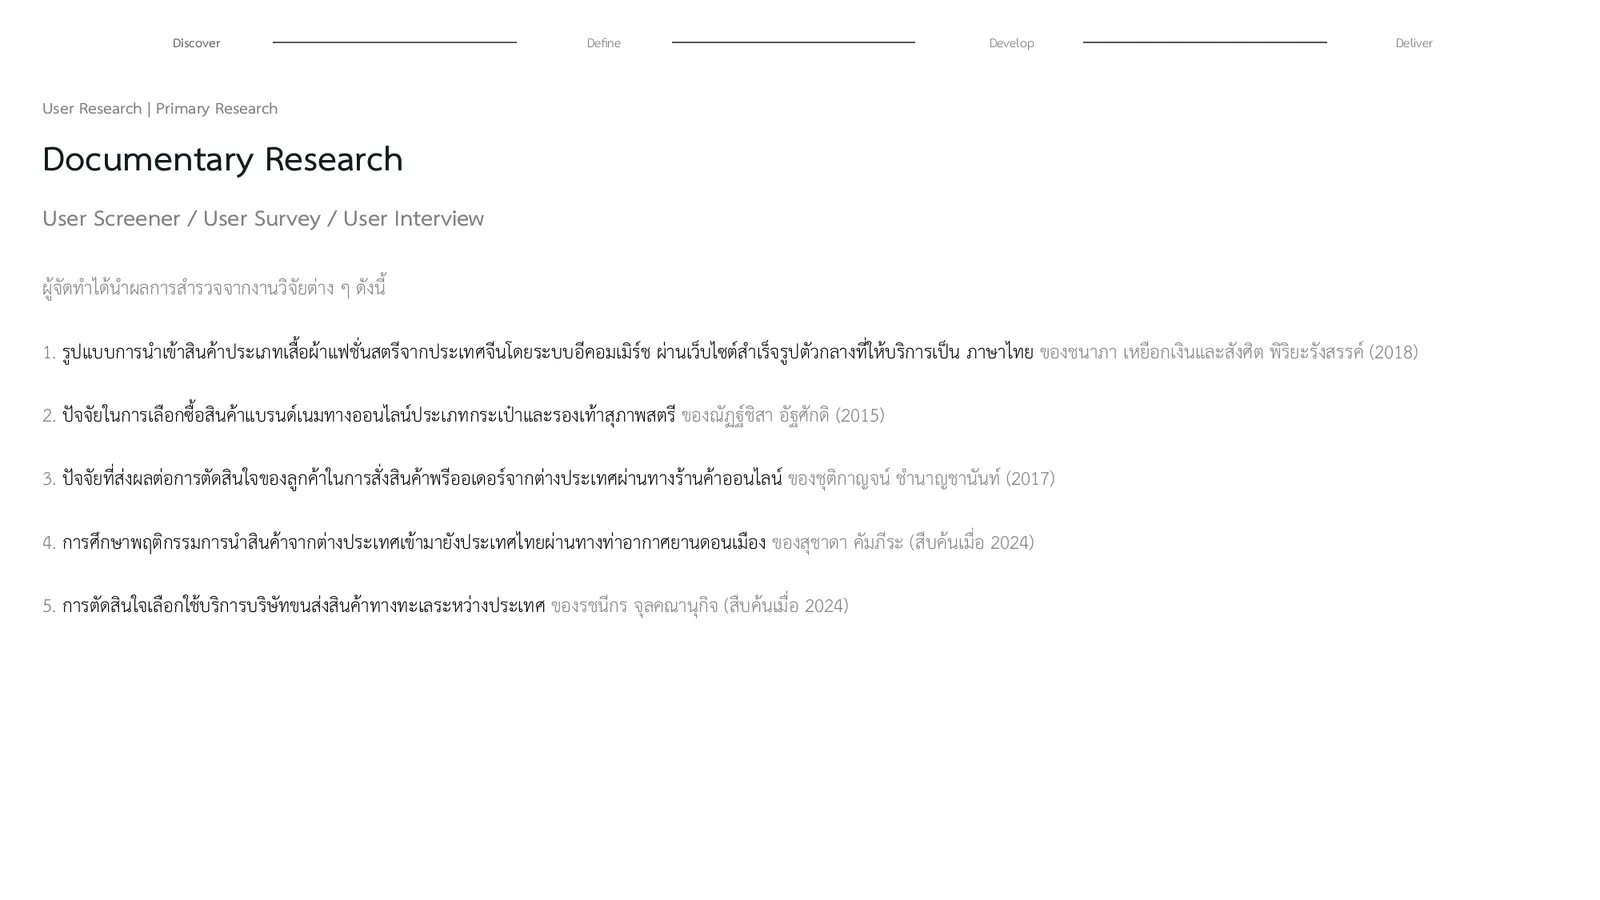 Discover Define Develop Deliver
User Research | Primary Research
Documentary Research
User Screener / User Survey / User Interview
ผู้จัดทำได้นำผลการสำรวจจากงานวิจัยต่าง ๆ ดังนี้
1. รูปแบบการนำเข้าสินค้าประเภทเสื้อผ้าแฟชั่นสตรีจากประเทศจีนโดยระบบอีคอมเมิร์ช ผ่านเว็บไซต์สำเร็จรูปตัวกลางที่ให้บริการเป็น ภาษาไทย ของชนาภา เหยือกเงินและสังศิต พิริยะรังสรรค์ (2018)
2. ปัจจัยในการเลือกซื้อสินค้าแบรนด์เนมทางออนไลน์ประเภทกระเป๋าและรองเท้าสุภาพสตรี ของณัฏฐ์ชิสา อัฐศักดิ (2015)
3. ปัจจัยที่ส่งผลต่อการตัดสินใจของลูกค้าในการสั่งสินค้าพรีออเดอร์จากต่างประเทศผ่านทางร้านค้าออนไลน์ ของชุติกาญจน์ ชำนาญชานันท์ (2017)
4. การศึกษาพฤติกรรมการนำสินค้าจากต่างประเทศเข้ามายังประเทศไทยผ่านทางท่าอากาศยานดอนเมือง ของสุชาดา คัมภีระ (สืบค้นเมื่อ 2024)
5. การตัดสินใจเลือกใช้บริการบริษัทขนส่งสินค้าทางทะเลระหว่างประเทศ ของรชนีกร จุลคณานุกิจ (สืบค้นเมื่อ 2024)